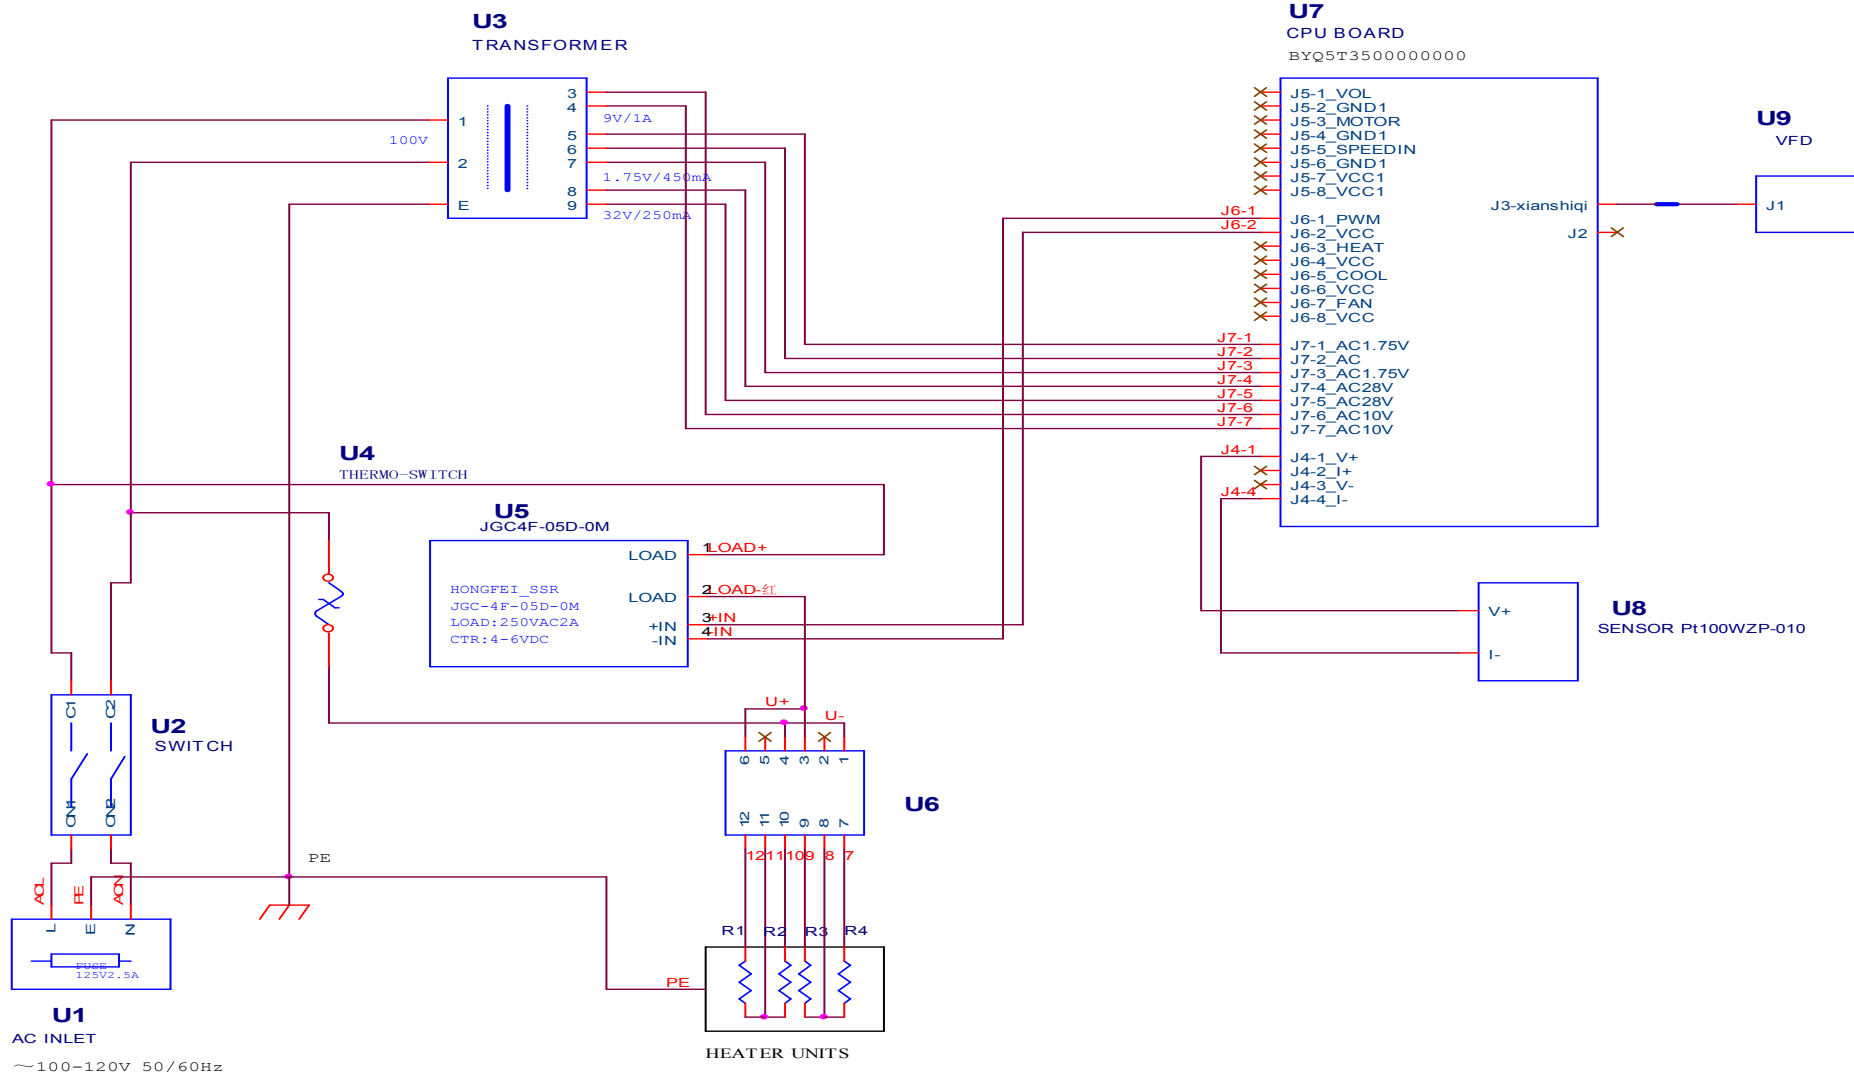 U3
TRANSFORMER
1
100V
2
E
3
4
9V/1A
5
6
7
1.75V/450mA
8
9
32V/250mA
U7
CPU BOARD
BYQ5T3500000000
J5-1_VOL
J5-2_GND1
J5-3_MOTOR
J5-4_GND1
J5-5_SPEEDIN
J5-6_GND1
J5-7_VCC1
J5-8_VCC1
J6-1 J6-1_PWM
J6-2 J6-2_VCC
J6-3_HEAT
J6-4_VCC
J6-5_COOL
J6-6_VCC
J6-7_FAN
J6-8_VCC
J7-1 J7-1_AC1.75V
J7-2 J7-2_AC
J7-3 J7-3_AC1.75V
J7-4 J7-4_AC28V
J7-5 J7-5_AC28V
J7-6 J7-6_AC10V
J7-7 J7-7_AC10V
J4-1 J4-1_V+
J4-2_I+
J4-3_V-
J4-4 J4-4_I-
J3-xianshiqi
J2
U9
VFD
J1
U4
THERMO-SWITCH
U5
JGC4F-05D-0M
HONGFEI_SSR
JGC-4F-05D-0M
LOAD:250VAC2A
CTR:4-6VDC
LOAD 1 LOAD+
LOAD 2 LOAD-红
+IN 3 +IN
-IN 4 -IN
V+
I-
U8
SENSOR Pt100WZP-010
C1 C2
CN1 CN2
U2
SWITCH
U+
U-
6 5 4 3 2 1
12 11 10 9 8 7
U6
12 11 10 9 8 7
R1 R2 R3 R4
PE
HEATER UNITS
PE
ACL PE ACN
L E N
FUSE
125V2.5A
U1
AC INLET
~100-120V 50/60Hz